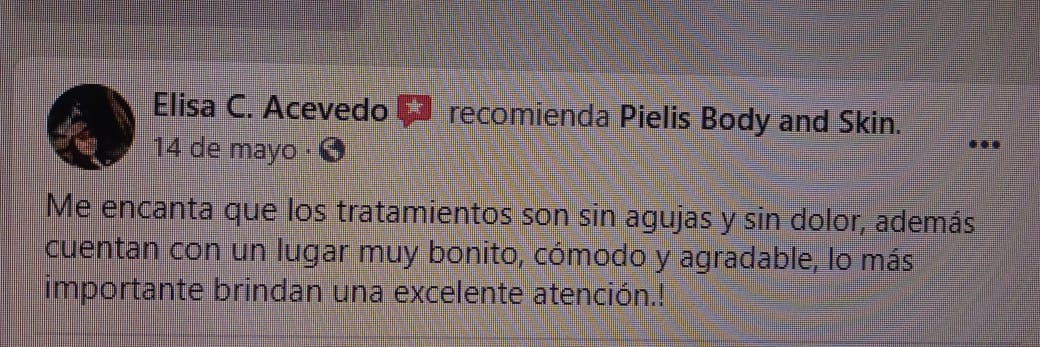 Elisa C. Acevedo recomienda Pielis Body and Skin.
14 de mayo ·
Me encanta que los tratamientos son sin agujas y sin dolor, además
cuentan con un lugar muy bonito, cómodo y agradable, lo más
importante brindan una excelente atención.!